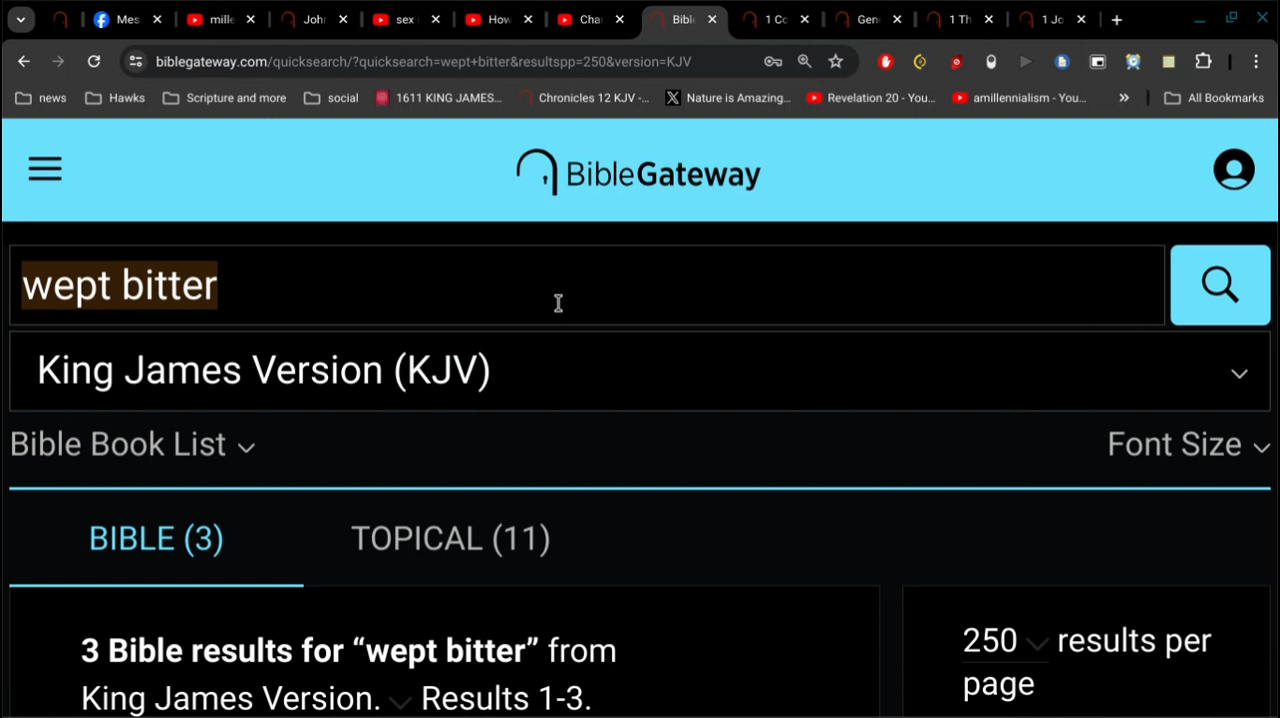 Mes
mille
Johr
sex
How
Cha
Bibl
1 Co
Gen
1 Th
1 Jo
biblegateway.com/quicksearch/?quicksearch=wept+bitter&resultspp=250&version=KJV
news
Hawks
Scripture and more
social
1611 KING JAMES...
Chronicles 12 KJV -...
Nature is Amazing...
Revelation 20 - You...
amillennialism - You...
All Bookmarks
BibleGateway
wept bitter
King James Version (KJV)
Bible Book List
Font Size
BIBLE (3)
TOPICAL (11)
3 Bible results for “wept bitter” from
King James Version. Results 1-3.
250 results per
page